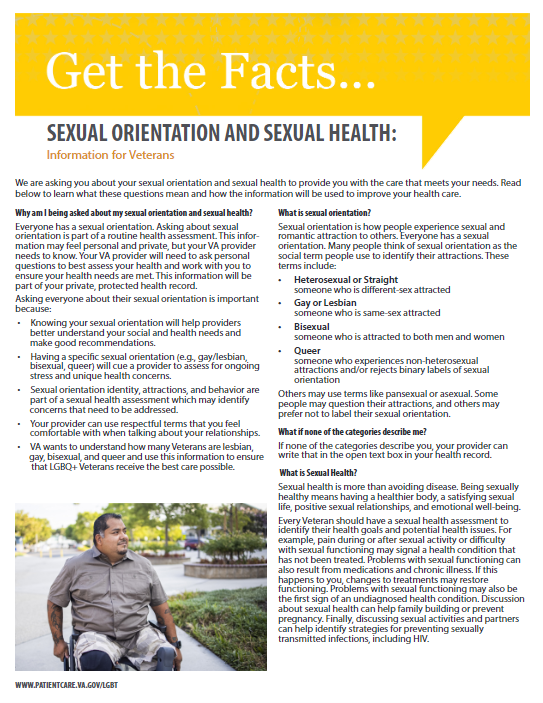 Get the Facts...
SEXUAL ORIENTATION AND SEXUAL HEALTH:
Information for Veterans
We are asking you about your sexual orientation and sexual health to provide you with the care that meets your needs. Read
below to learn what these questions mean and how the information will be used to improve your health care.
Why am I being asked about my sexual orientation and sexual health?
Everyone has a sexual orientation. Asking about sexual
orientation is part of a routine health assessment. This infor-
mation may feel personal and private, but your VA provider
needs to know. Your VA provider will need to ask personal
questions to best assess your health and work with you to
ensure your health needs are met. This information will be
part of your private, protected health record.
Asking everyone about their sexual orientation is important
because:
• Knowing your sexual orientation will help providers
better understand your social and health needs and
make good recommendations.
• Having a specific sexual orientation (e.g., gay/lesbian,
bisexual, queer) will cue a provider to assess for ongoing
stress and unique health concerns.
• Sexual orientation identity, attractions, and behavior are
part of a sexual health assessment which may identify
concerns that need to be addressed.
• Your provider can use respectful terms that you feel
comfortable with when talking about your relationships.
• VA wants to understand how many Veterans are lesbian,
gay, bisexual, and queer and use this information to ensure
that LGBQ+ Veterans receive the best care possible.
WWW.PATIENTCARE.VA.GOV/LGBT
What is sexual orientation?
Sexual orientation is how people experience sexual and
romantic attraction to others. Everyone has a sexual
orientation. Many people think of sexual orientation as the
social term people use to identify their attractions. These
terms include:
• Heterosexual or Straight
someone who is different-sex attracted
• Gay or Lesbian
someone who is same-sex attracted
• Bisexual
someone who is attracted to both men and women
• Queer
someone who experiences non-heterosexual
attractions and/or rejects binary labels of sexual
orientation
Others may use terms like pansexual or asexual. Some
people may question their attractions, and others may
prefer not to label their sexual orientation.
What if none of the categories describe me?
If none of the categories describe you, your provider can
write that in the open text box in your health record.
What is Sexual Health?
Sexual health is more than avoiding disease. Being sexually
healthy means having a healthier body, a satisfying sexual
life, positive sexual relationships, and emotional well-being.
Every Veteran should have a sexual health assessment to
identify their health goals and potential health issues. For
example, pain during or after sexual activity or difficulty
with sexual functioning may signal a health condition that
has not been treated. Problems with sexual functioning can
also result from medications and chronic illness. If this
happens to you, changes to treatments may restore
functioning. Problems with sexual functioning may also be
the first sign of an undiagnosed health condition. Discussion
about sexual health can help family building or prevent
pregnancy. Finally, discussing sexual activities and partners
can help identify strategies for preventing sexually
transmitted infections, including HIV.